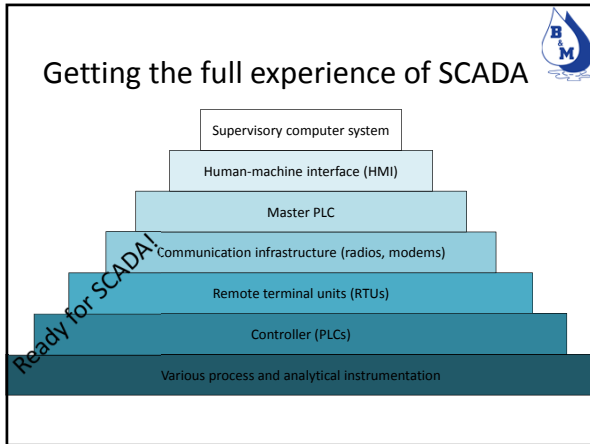 B
&
M
Getting the full experience of SCADA
Supervisory computer system
Human-machine interface (HMI)
Master PLC
Communication infrastructure (radios, modems)
Remote terminal units (RTUs)
Controller (PLCs)
Various process and analytical instrumentation
Ready for SCADA!